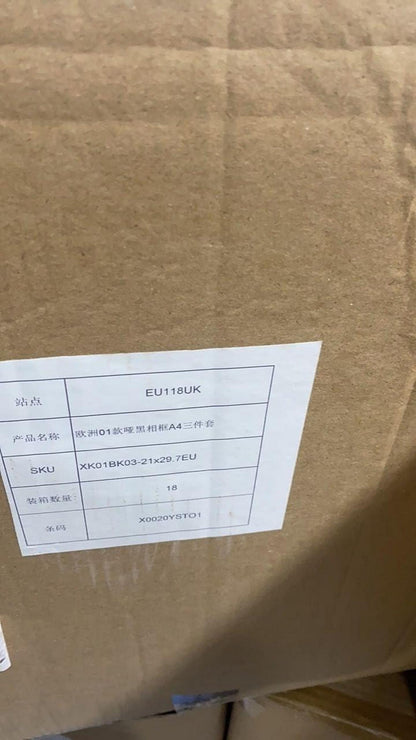 站点 EU118UK
产品名称 欧洲01款哑黑相框A4三件套
SKU XK01BK03-21x29.7EU
装箱数量 18
条码 X0020YSTO1